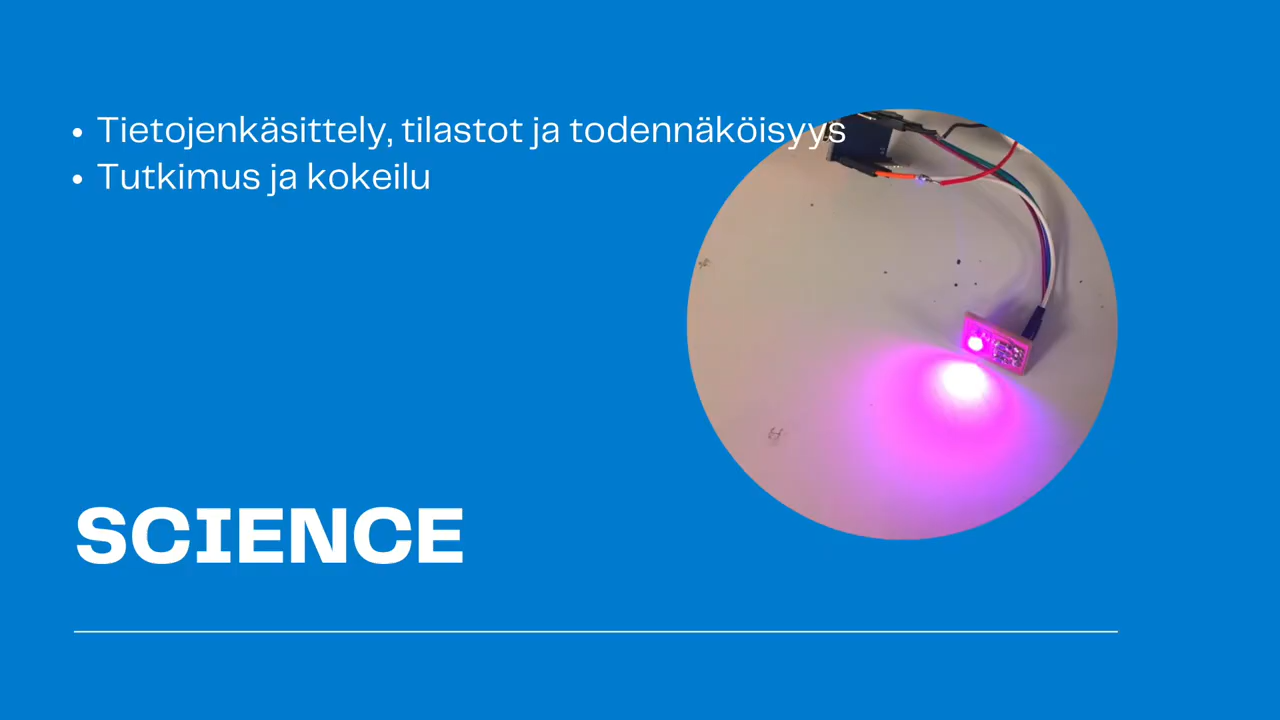 • Tietojenkäsittely, tilastot ja todennäköisyys
• Tutkimus ja kokeilu
SCIENCE